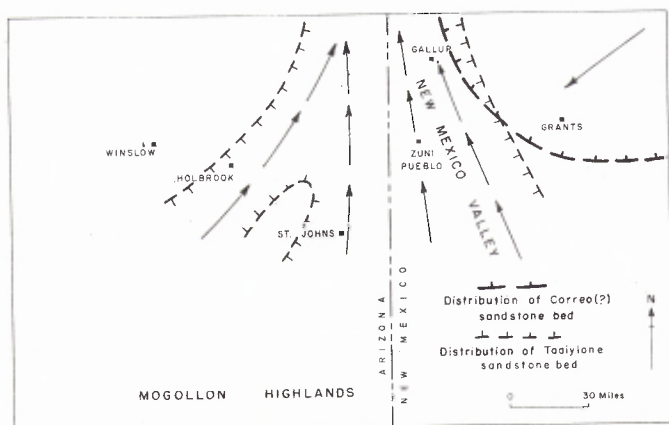 GALLUP
NEW MEXICO VALLEY
GRANTS
WINSLOW
HOLBROOK
ZUNI
PUEBLO
ST. JOHNS
ARIZONA
NEW MEXICO
Distribution of Correo(?)
sandstone bed
N
Distribution of Taaiylone
sandstone bed
MOGOLLON HIGHLANDS
0 30 Miles